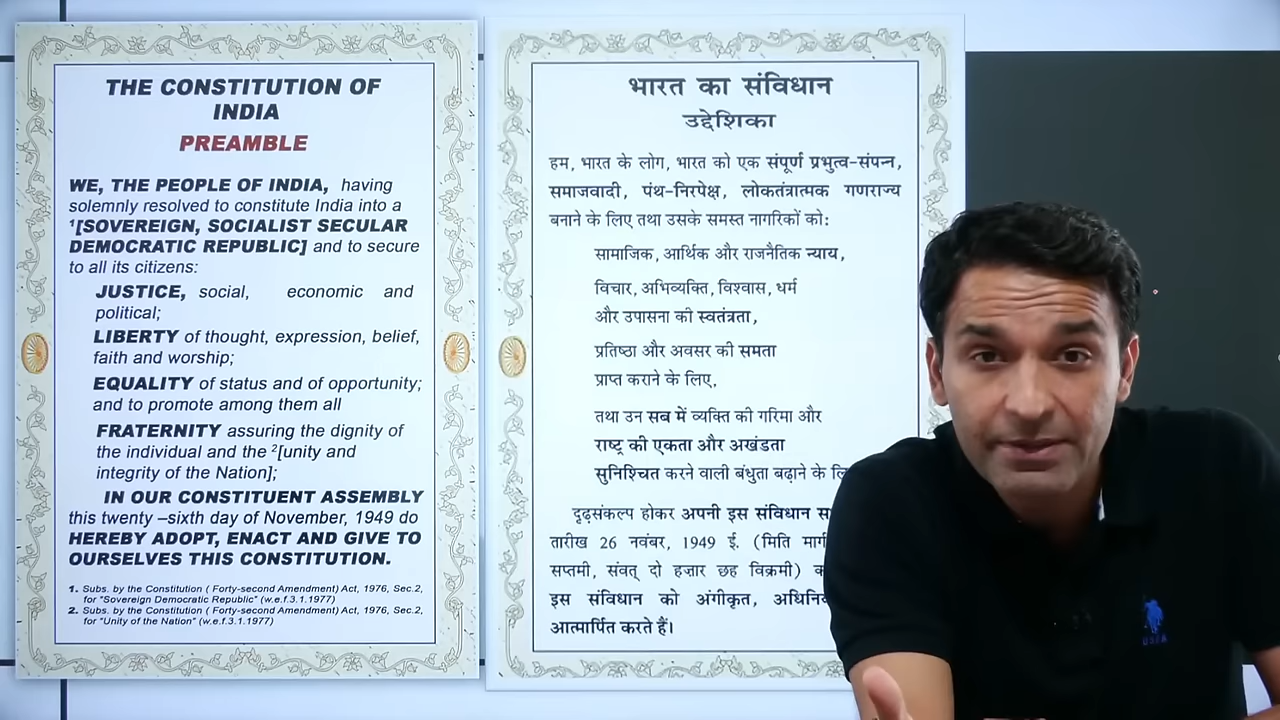 THE CONSTITUTION OF
INDIA
PREAMBLE
WE, THE PEOPLE OF INDIA, having
solemnly resolved to constitute India into a
¹[SOVEREIGN, SOCIALIST SECULAR
DEMOCRATIC REPUBLIC] and to secure
to all its citizens:
JUSTICE, social, economic and
political;
LIBERTY of thought, expression, belief,
faith and worship;
EQUALITY of status and of opportunity;
and to promote among them all
FRATERNITY assuring the dignity of
the individual and the ²[unity and
integrity of the Nation];
IN OUR CONSTITUENT ASSEMBLY
this twenty –sixth day of November, 1949 do
HEREBY ADOPT, ENACT AND GIVE TO
OURSELVES THIS CONSTITUTION.
1. Subs. by the Constitution ( Forty-second Amendment) Act, 1976, Sec.2,
for "Sovereign Democratic Republic" (w.e.f.3.1.1977)
2. Subs. by the Constitution ( Forty-second Amendment) Act, 1976, Sec.2,
for "Unity of the Nation" (w.e.f.3.1.1977)
भारत का संविधान
उद्देशिका
हम, भारत के लोग, भारत को एक संपूर्ण प्रभुत्व-संपन्न,
समाजवादी, पंथ-निरपेक्ष, लोकतंत्रात्मक गणराज्य
बनाने के लिए तथा उसके समस्त नागरिकों को:
सामाजिक, आर्थिक और राजनैतिक न्याय,
विचार, अभिव्यक्ति, विश्वास, धर्म
और उपासना की स्वतंत्रता,
प्रतिष्ठा और अवसर की समता
प्राप्त कराने के लिए,
तथा उन सब में व्यक्ति की गरिमा और
राष्ट्र की एकता और अखंडता
सुनिश्चित करने वाली बंधुता बढ़ाने के
दृढ़संकल्प होकर अपनी इस संविधान
तारीख 26 नवंबर, 1949 ई. (मिति
सप्तमी, संवत् दो हज़ार छह विक्रमी)
इस संविधान को अंगीकृत,
आत्मार्पित करते हैं।